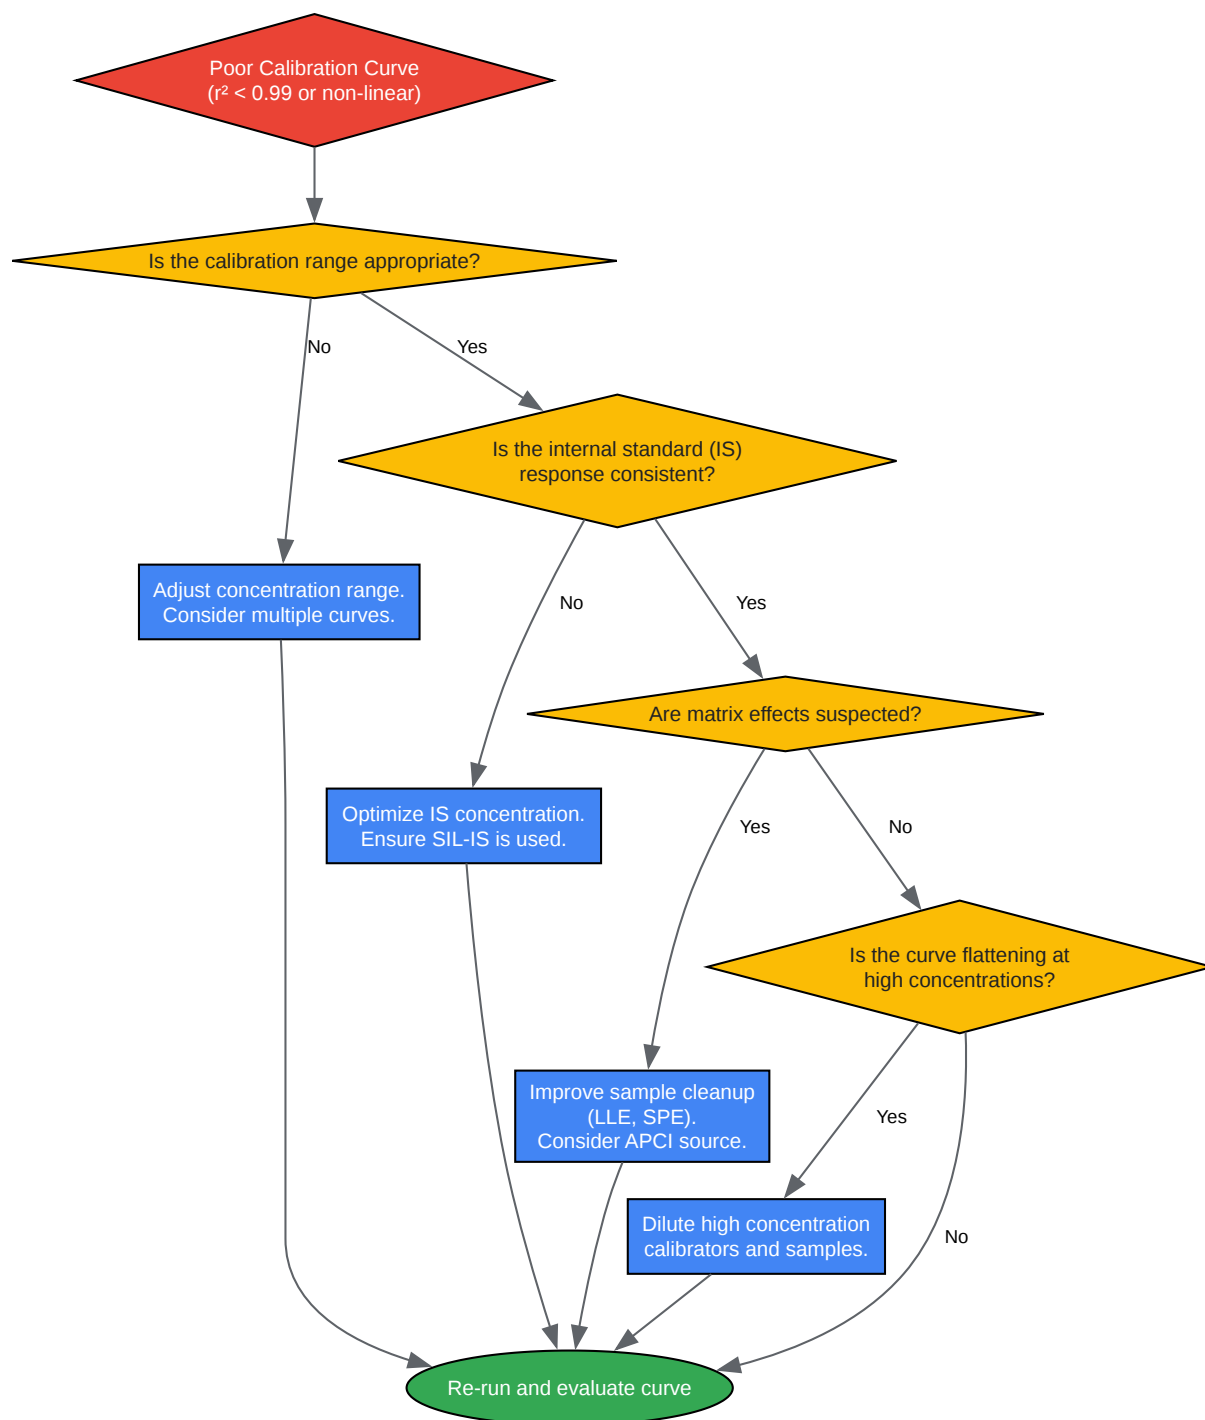 Poor Calibration Curve
(r² < 0.99 or non-linear)
Is the calibration range appropriate?
No
Yes
Is the internal standard (IS)
response consistent?
Adjust concentration range.
Consider multiple curves.
No
Yes
Are matrix effects suspected?
Optimize IS concentration.
Ensure SIL-IS is used.
Yes
No
Is the curve flattening at
high concentrations?
Improve sample cleanup
(LLE, SPE).
Consider APCI source.
Yes
Dilute high concentration
calibrators and samples.
No
Re-run and evaluate curve